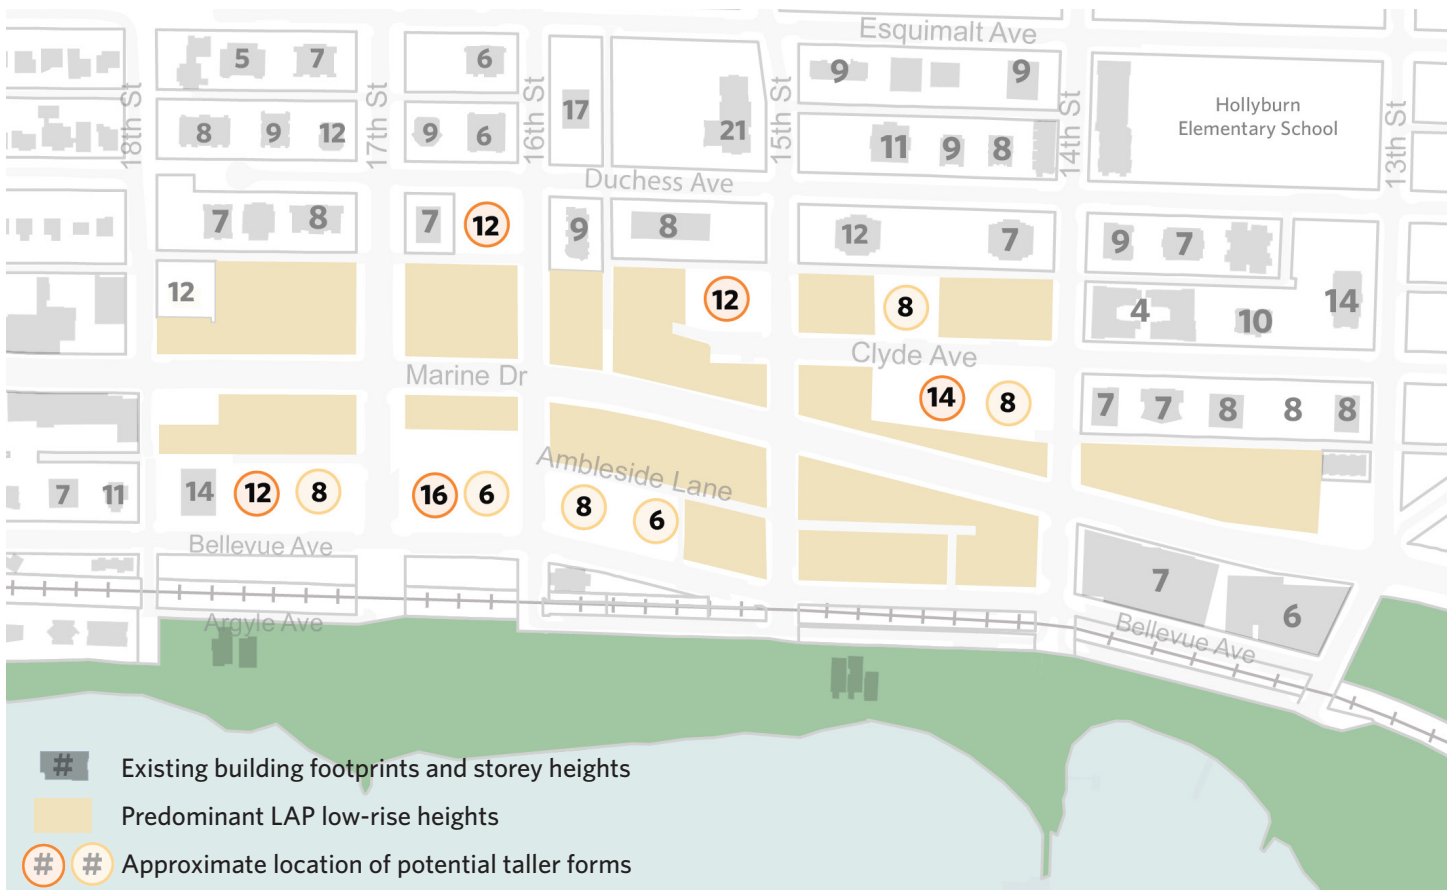 Esquimalt Ave
5 7 6 17 9 9
18th St 17th St 16th St 15th St 14th St 13th St
Hollyburn
Elementary School
8 9 12 9 6 21 11 9 8
Duchess Ave
7 8 7 12 9 8 12 7 9 7
12 12 8 4 10 14
Clyde Ave
Marine Dr
14 8 7 7 8 8 8
Ambleside Lane
7 11 14 12 8 16 6 8 6
Bellevue Ave
7 6
Argyle Ave
Bellevue Ave
# Existing building footprints and storey heights
Predominant LAP low-rise heights
# # Approximate location of potential taller forms